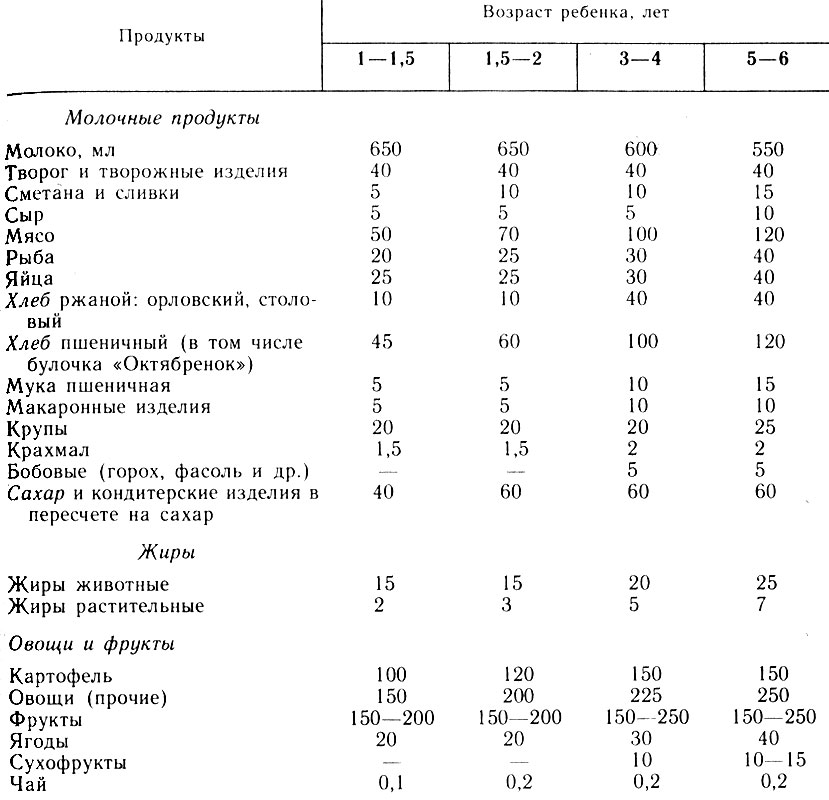 Продукты
Возраст ребенка, лет
1—1,5 1,5—2 3—4 5—6
Молочные продукты
Молоко, мл 650 650 600 550
Творог и творожные изделия 40 40 40 40
Сметана и сливки 5 10 10 15
Сыр 5 5 5 10
Мясо 50 70 100 120
Рыба 20 25 30 40
Яйца 25 25 30 40
Хлеб ржаной: орловский, столо- 10 10 40 40
вый
Хлеб пшеничный (в том числе 45 60 100 120
булочка «Октябренок»)
Мука пшеничная 5 5 10 15
Макаронные изделия 5 5 10 10
Крупы 20 20 20 25
Крахмал 1,5 1,5 2 2
Бобовые (горох, фасоль и др.) — — 5 5
Сахар и кондитерские изделия в 40 60 60 60
пересчете на сахар
Жиры
Жиры животные 15 15 20 25
Жиры растительные 2 3 5 7
Овощи и фрукты
Картофель 100 120 150 150
Овощи (прочие) 150 200 225 250
Фрукты 150—200 150—200 150—250 150—250
Ягоды 20 20 30 40
Сухофрукты — — 10 10—15
Чай 0,1 0,2 0,2 0,2